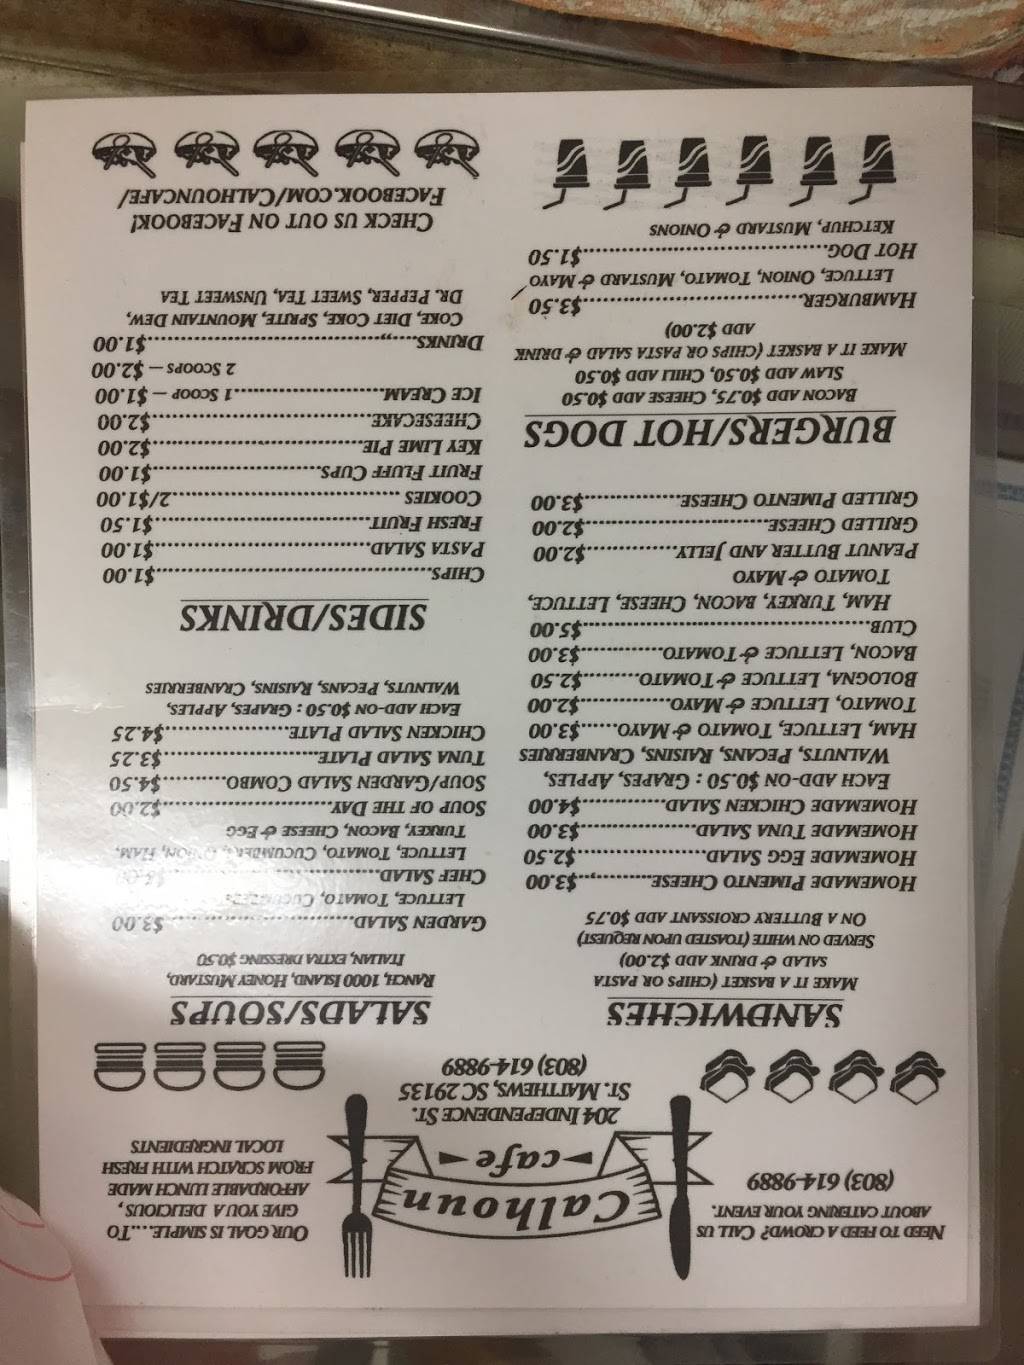 Need to feed a crowd? Call us
about catering your event.
(803) 614-9889
Calhoun
cafe
204 Independence St.
St. Matthews, SC 29135
(803) 614-9889
Our goal is simple....To
give you a delicious,
affordable lunch made
from scratch with fresh
local ingredients
SANDWICHES
Make it a basket (chips or pasta
salad & drink add $2.00)
Served on white (toasted upon request)
On a buttery croissant add $0.75
Homemade Pimento Cheese..........$3.00
Homemade Egg Salad..........$2.50
Homemade Tuna Salad..........$3.00
Homemade Chicken Salad..........$4.00
Each add-on $0.50 : Grapes, Apples,
Walnuts, Pecans, Raisins, Cranberries
Ham, Lettuce, Tomato & Mayo.......$3.00
Tomato, Lettuce & Mayo..........$2.00
Bologna, Lettuce & Tomato..........$2.50
Bacon, Lettuce & Tomato..........$3.00
Club..........$5.00
Ham, Turkey, bacon, Cheese, Lettuce,
Tomato & Mayo
Peanut Butter and Jelly..........$2.00
Grilled Cheese..........$2.00
Grilled Pimento Cheese..........$3.00
BURGERS/HOT DOGS
Bacon add $0.75, Cheese add $0.50
Slaw add $0.50, Chili add $0.50
Make it a basket (chips or pasta salad & drink
add $2.00)
Hamburger..........$3.50
Lettuce, Onion, Tomato, Mustard & Mayo
Hot Dog..........$1.50
Ketchup, Mustard & Onions
SALADS/SOUPS
Ranch, 1000 Island, Honey Mustard,
Italian, extra dressing $0.50
Garden Salad..........$3.00
Lettuce, Tomato, Cucumbers
Chef Salad..........
Lettuce, Tomato, Cucumbers, Onion, Ham,
Turkey, Bacon, Cheese & Egg
Soup of the Day..........$2.00
Soup/Garden Salad Combo..........$4.50
Tuna Salad Plate..........$3.25
Chicken Salad Plate..........$4.25
Each add-on $0.50 : Grapes, Apples,
Walnuts, Pecans, Raisins, Cranberries
SIDES/DRINKS
Chips..........$1.00
Pasta Salad..........$1.00
Fresh Fruit..........$1.50
Cookies ..........2/$1.00
Fruit Fluff Cups..........$1.00
Key Lime Pie..........$2.00
Cheesecake..........$2.00
Ice Cream..........1 Scoop — $1.00
2 Scoops — $2.00
Drinks..........$1.00
Coke, Diet Coke, Sprite, Mountain Dew,
Dr. Pepper, Sweet Tea, Unsweet Tea
Check us out on Facebook!
Facebook.com/Calhouncafe/